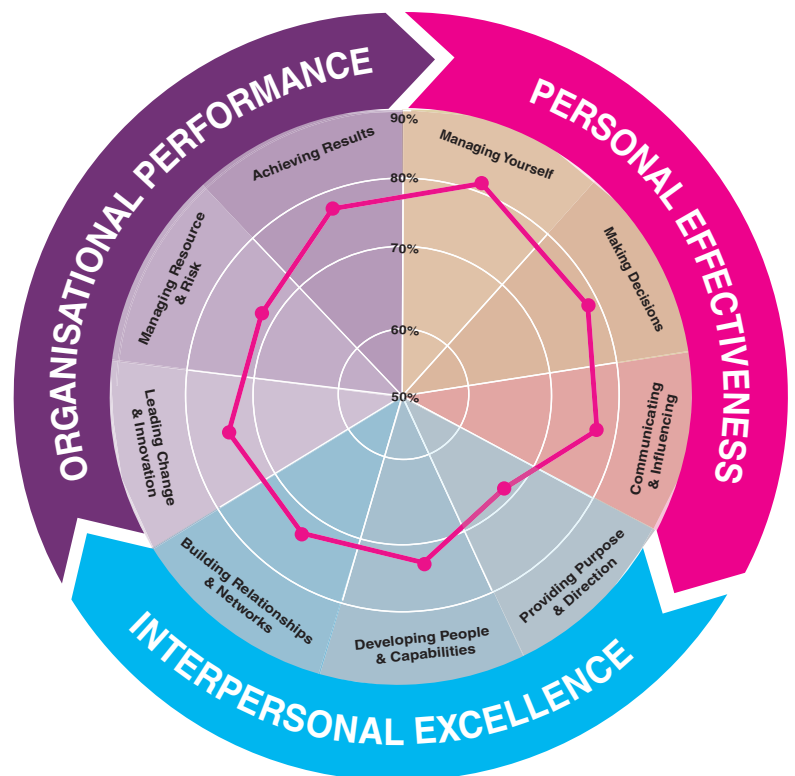 ORGANISATIONAL PERFORMANCE
PERSONAL EFFECTIVENESS
INTERPERSONAL EXCELLENCE
90%
80%
70%
60%
50%
Managing Yourself
Making Decisions
Communicating
& Influencing
Providing Purpose
& Direction
Developing People
& Capabilities
Building Relationships
& Networks
Leading Change
& Innovation
Managing Resource
& Risk
Achieving Results